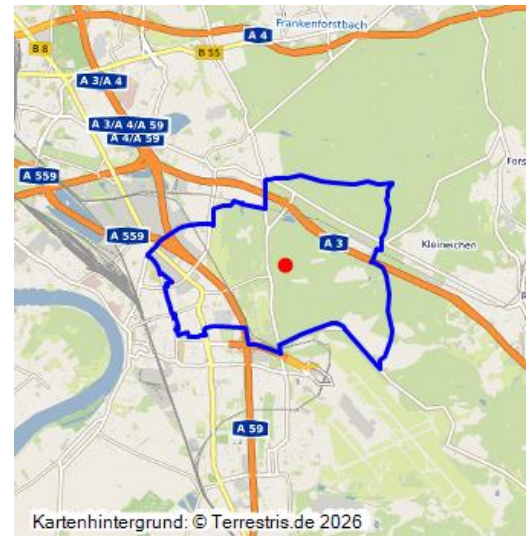 Frankenforstbach
A 4
B 8
B 55
A 3/A 4
A 3/A 4/A 59
A 4/A 59
A 559
Fors
A 559
A 3
Kleineichen
A 59
Kartenhintergrund: © Terrestris.de 2026